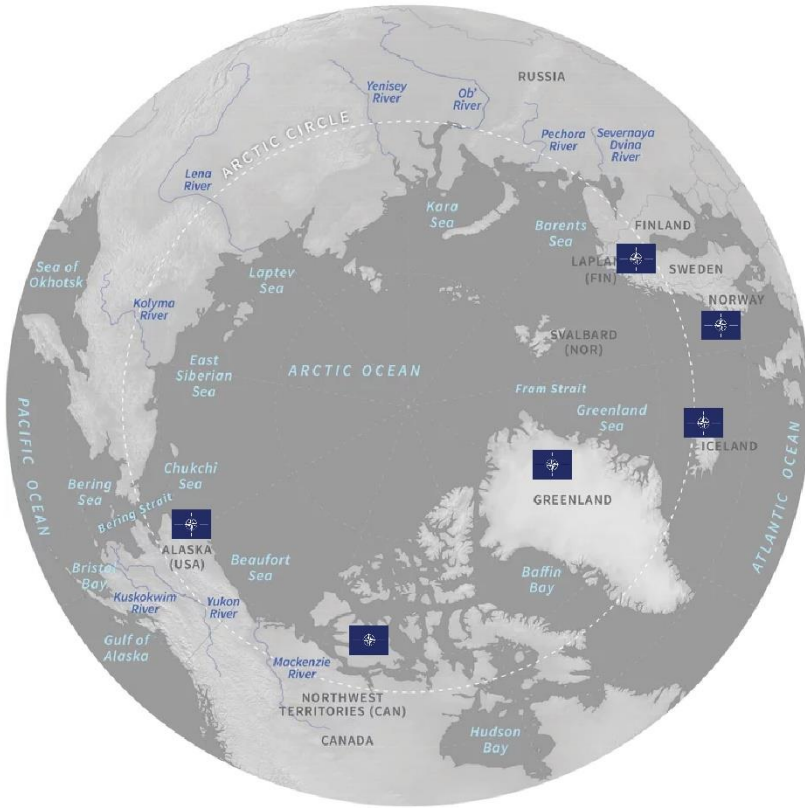 RUSSIA
Yenisey
River
Ob'
River
ARCTIC CIRCLE
Pechora
River
Severnaya
Dvina
River
Lena
River
Kara
Sea
Barents
Sea
FINLAND
Sea of
Okhotsk
Laptev
Sea
LAPLA
(FIN)
SWEDEN
Kolyma
River
NORWAY
SVALBARD
(NOR)
East
Siberian
Sea
ARCTIC OCEAN
Fram Strait
Greenland
Sea
PACIFIC OCEAN
ICELAND
ATLANTIC OCEAN
Chukchi
Sea
Bering
Sea
GREENLAND
Bering Strait
ALASKA
(USA)
Beaufort
Sea
Baffin
Bay
Bristol
Bay
Kuskokwim
River
Yukon
River
Gulf of
Alaska
Mackenzie
River
NORTHWEST
TERRITORIES (CAN)
CANADA
Hudson
Bay